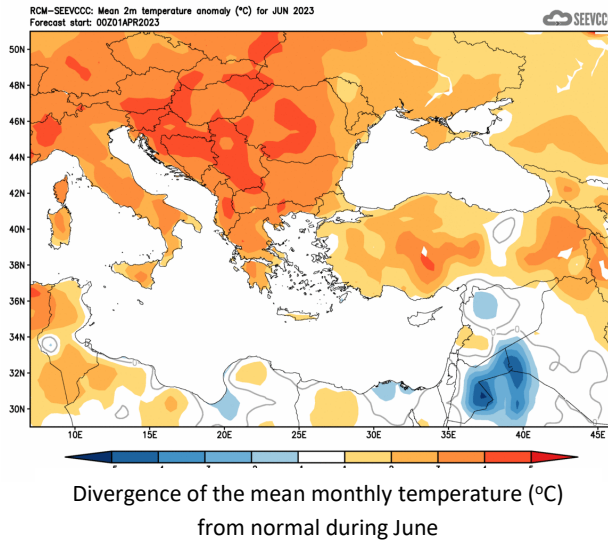 RCM-SEEVCCC: Mean 2m temperature anomaly (°C) for JUN 2023
Forecast start: 00Z01APR2023
SEEVCCC
50N
48N
46N
44N
42N
40N
38N
36N
34N
32N
30N
10E 15E 20E 25E 30E 35E 40E 45E
Divergence of the mean monthly temperature (°C)
from normal during June